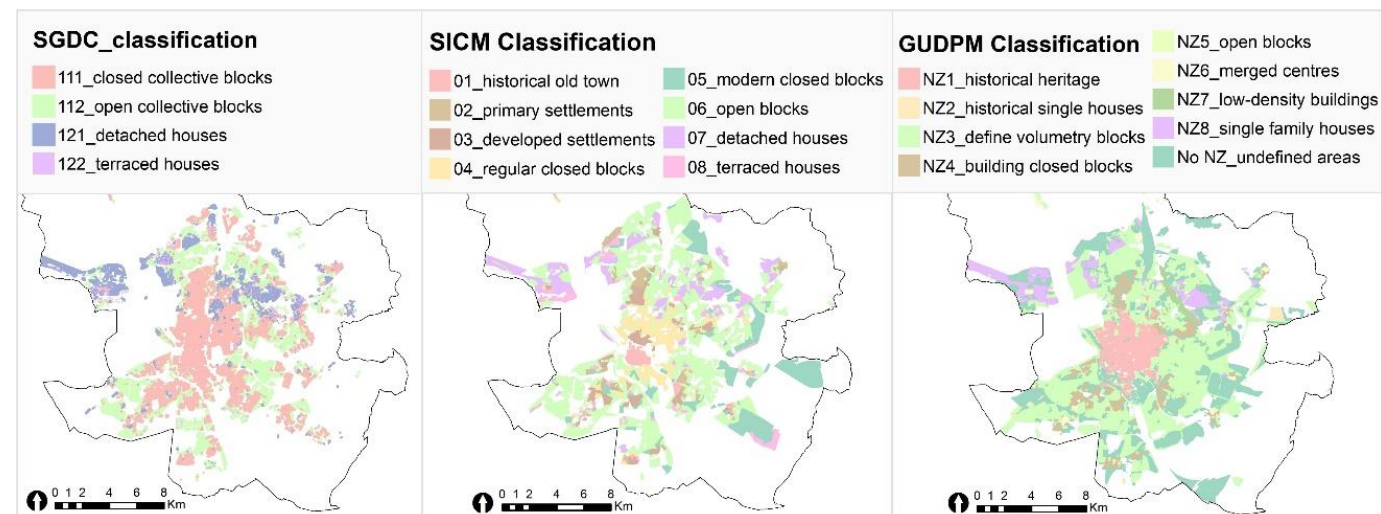 SGDC_classification
111_closed collective blocks
112_open collective blocks
121_detached houses
122_terraced houses
SICM Classification
01_historical old town
02_primary settlements
03_developed settlements
04_regular closed blocks
05_modern closed blocks
06_open blocks
07_detached houses
08_terraced houses
GUDPM Classification
NZ1_historical heritage
NZ2_historical single houses
NZ3_define volumetry blocks
NZ4_building closed blocks
NZ5_open blocks
NZ6_merged centres
NZ7_low-density buildings
NZ8_single family houses
No NZ_undefined areas
0 1 2 4 6 8
Km
0 1 2 4 6 8
Km
0 1 2 4 6 8
Km